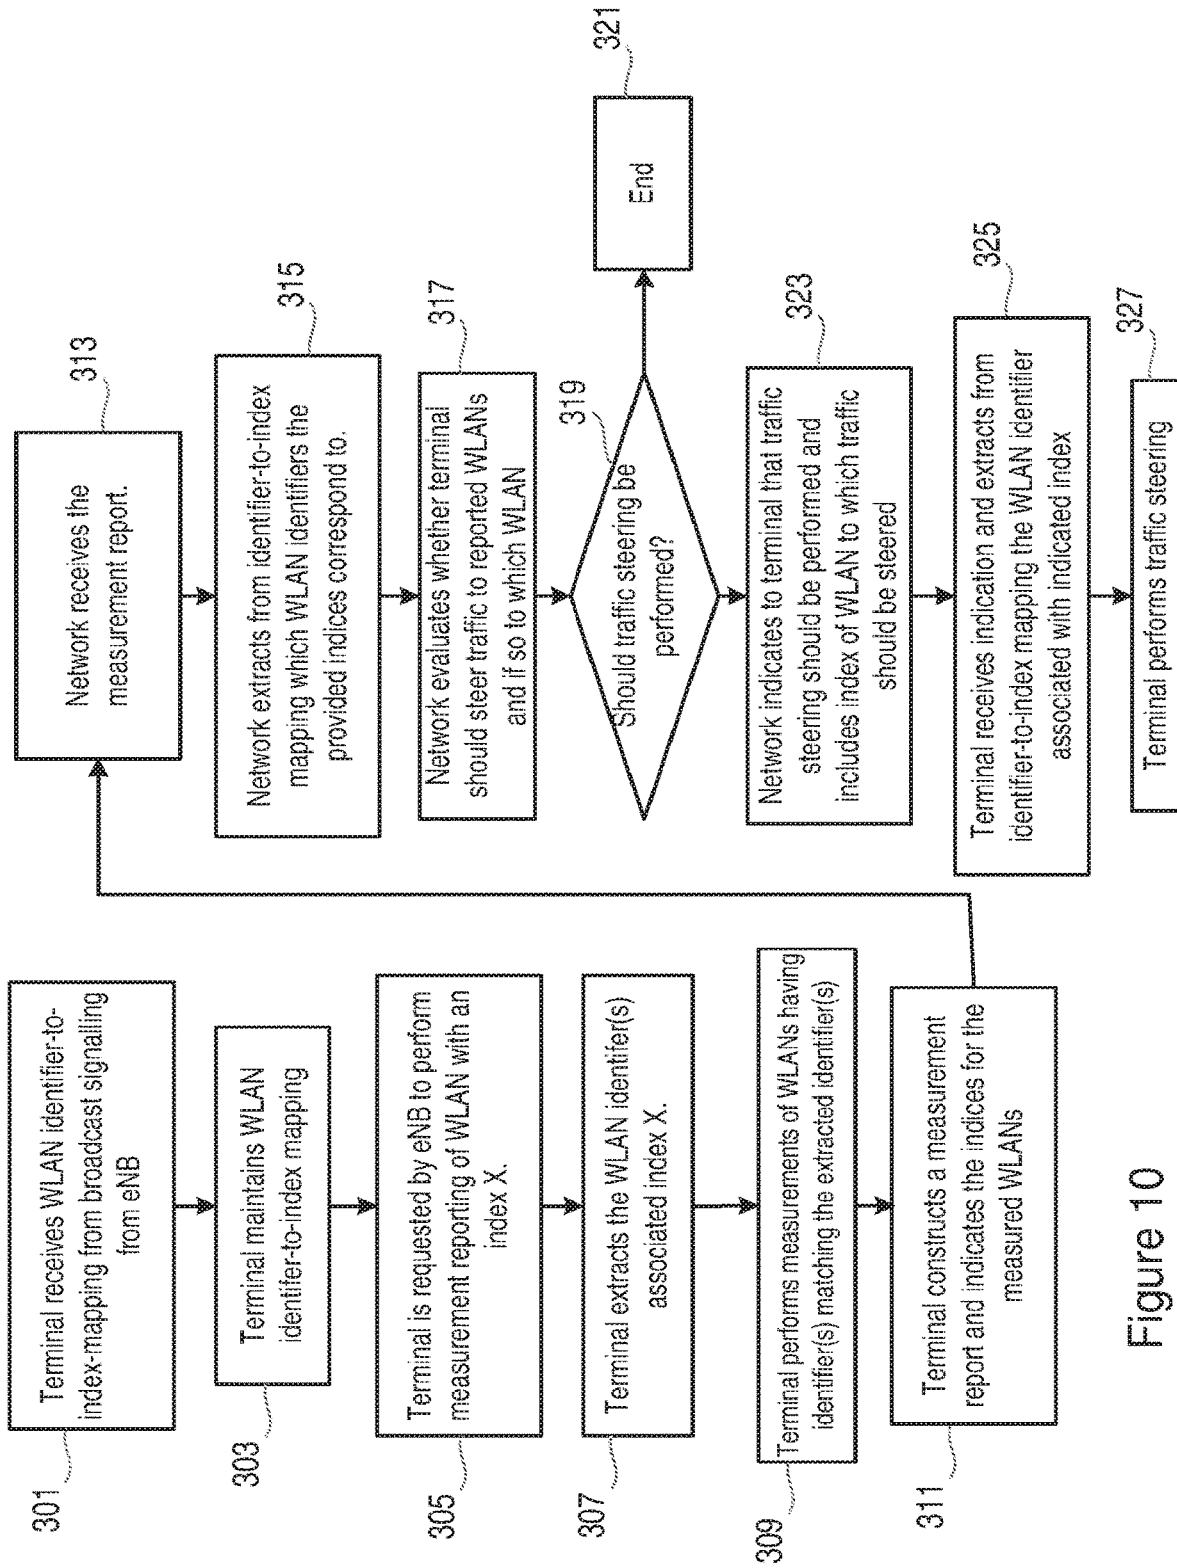 301
Terminal receives WLAN identifier-to-
index-mapping from broadcast signalling
from eNB
303
Terminal maintains WLAN
identifer-to-index mapping
305
Terminal is requested by eNB to perform
measurement reporting of WLAN with an
index X.
307
Terminal extracts the WLAN identifier(s)
associated index X.
309
Terminal performs measurements of WLANs having
identifier(s) matching the extracted identifier(s)
311
Terminal constructs a measurement
report and indicates the indices for the
measured WLANs
313
Network receives the
measurement report.
315
Network extracts from identifier-to-index
mapping which WLAN identifiers the
provided indices correspond to.
317
Network evaluates whether terminal
should steer traffic to reported WLANs
and if so to which WLAN
319
Should traffic steering be
performed?
321
End
323
Network indicates to terminal that traffic
steering should be performed and
includes index of WLAN to which traffic
should be steered
325
Terminal receives indication and extracts from
identifier-to-index mapping the WLAN identifier
associated with indicated index
327
Terminal performs traffic steering
Figure 10